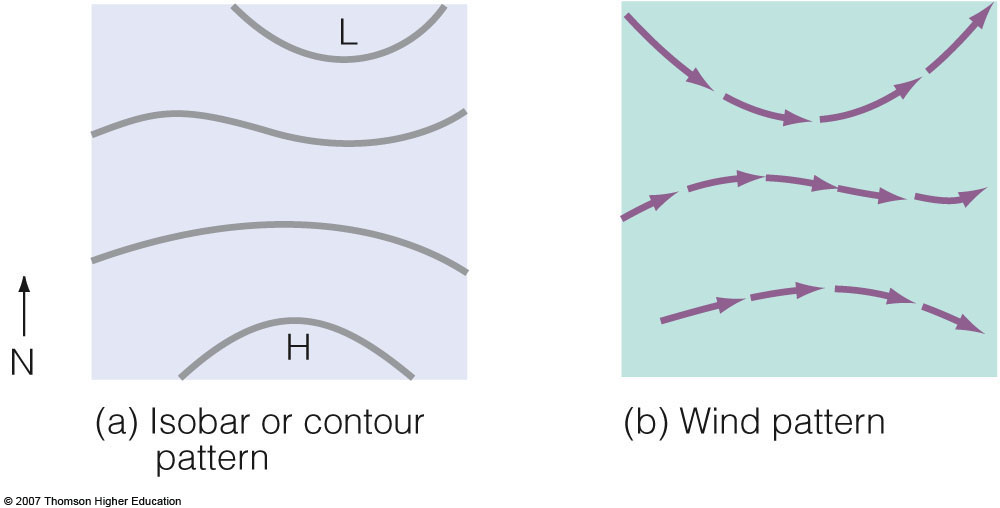 L
H
N
(a) Isobar or contour
pattern
(b) Wind pattern
© 2007 Thomson Higher Education